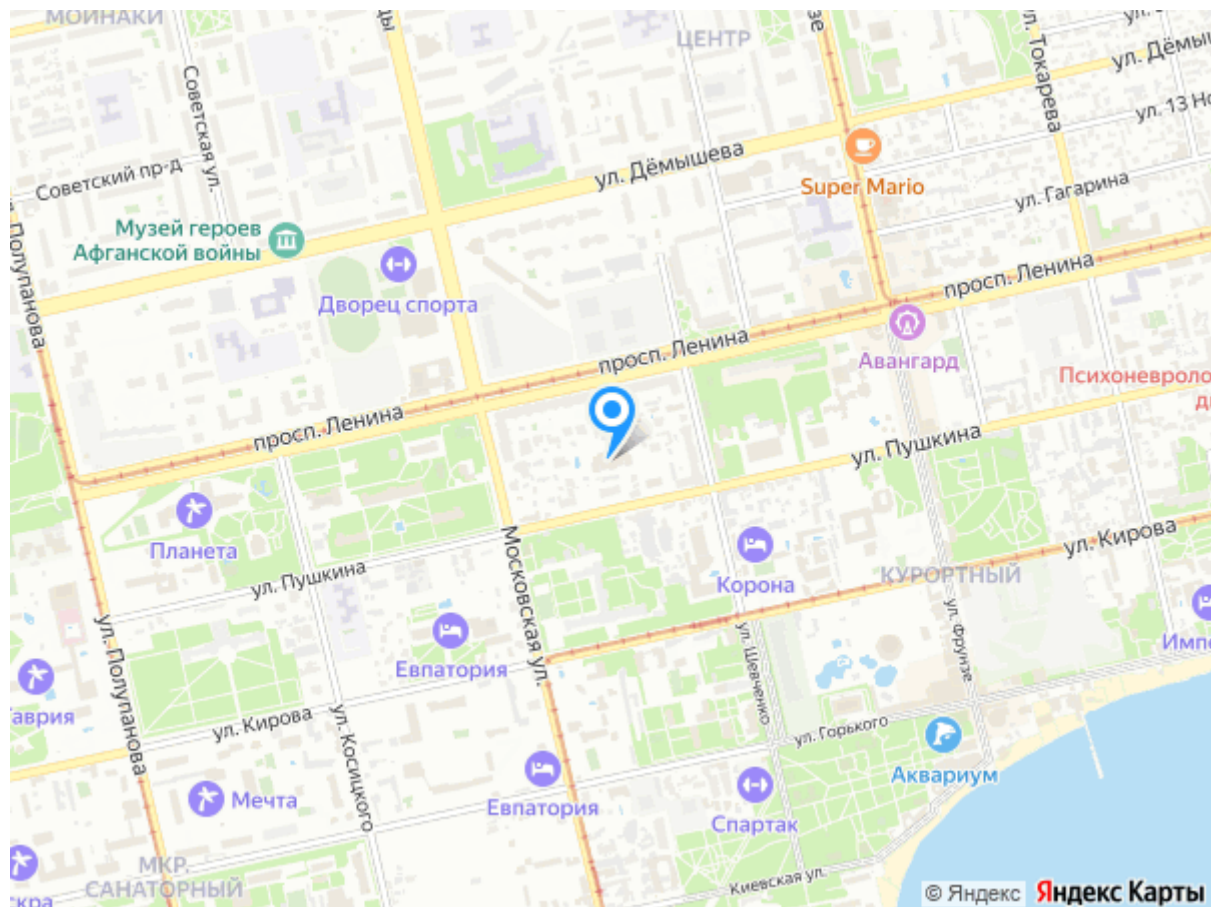 МОЙНАКИ
ЦЕНТР
ул. Токарева
ул. Дёмы
Советская ул.
ул. 13 Но
ул. Дёмышева
Советский пр-д
Super Mario
ул. Гагарина
Музей героев
Афганской войны
Полупанова
Дворец спорта
просп. Ленина
просп. Ленина
Авангард
Психоневроло
просп. Ленина
ул. Пушкина
Планета
Московская ул.
ул. Кирова
ул. Пушкина
Корона
КУРОРТНЫЙ
ул. Полупанова
Евпатория
ул. Шевченко
ул. Фрунзе
Импе
аврия
ул. Кирова
ул. Косицкого
ул. Горького
Аквариум
Мечта
Евпатория
Спартак
МКР.
САНАТОРНЫЙ
Киевская ул.
скра
© Яндекс Яндекс Карты